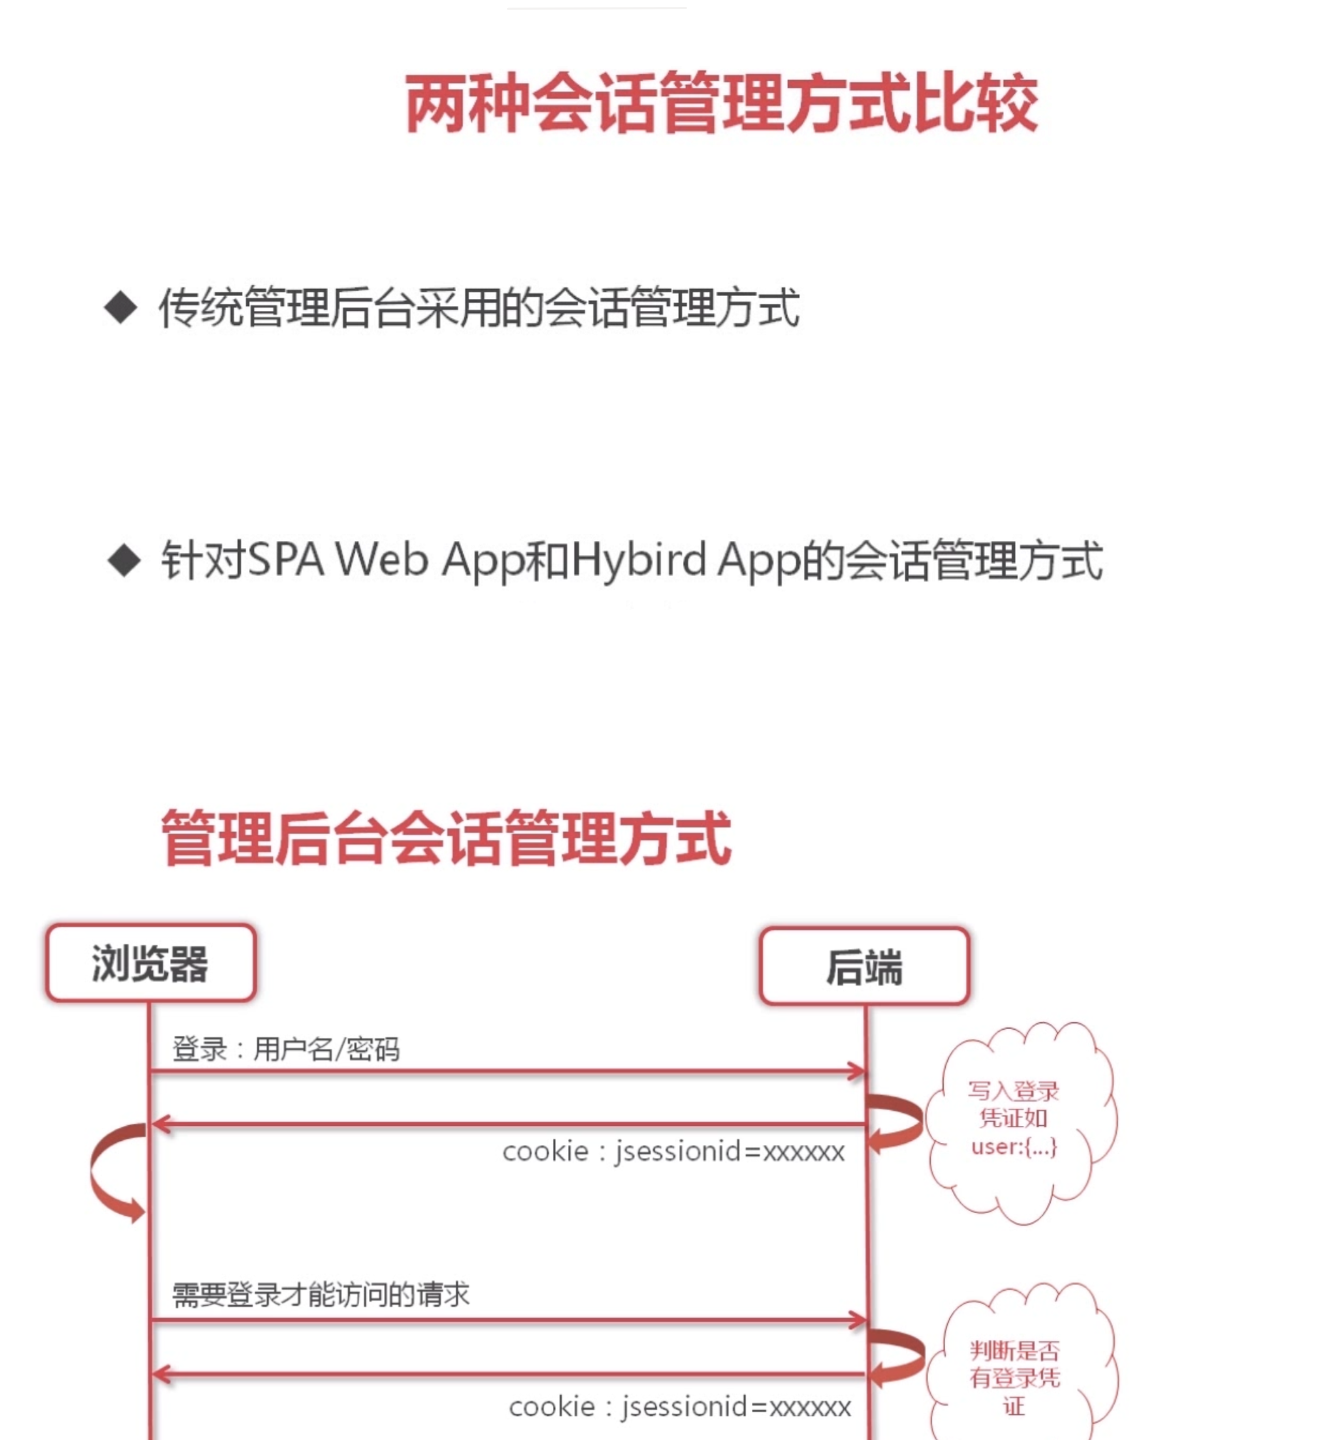 两种会话管理方式比较
◆ 传统管理后台采用的会话管理方式
◆ 针对SPA Web App和Hybird App的会话管理方式
管理后台会话管理方式
浏览器
后端
登录：用户名/密码
写入登录
凭证如
user:{...}
cookie：jsessionid=xxxxxx
需要登录才能访问的请求
判断是否
有登录凭
证
cookie：jsessionid=xxxxxx